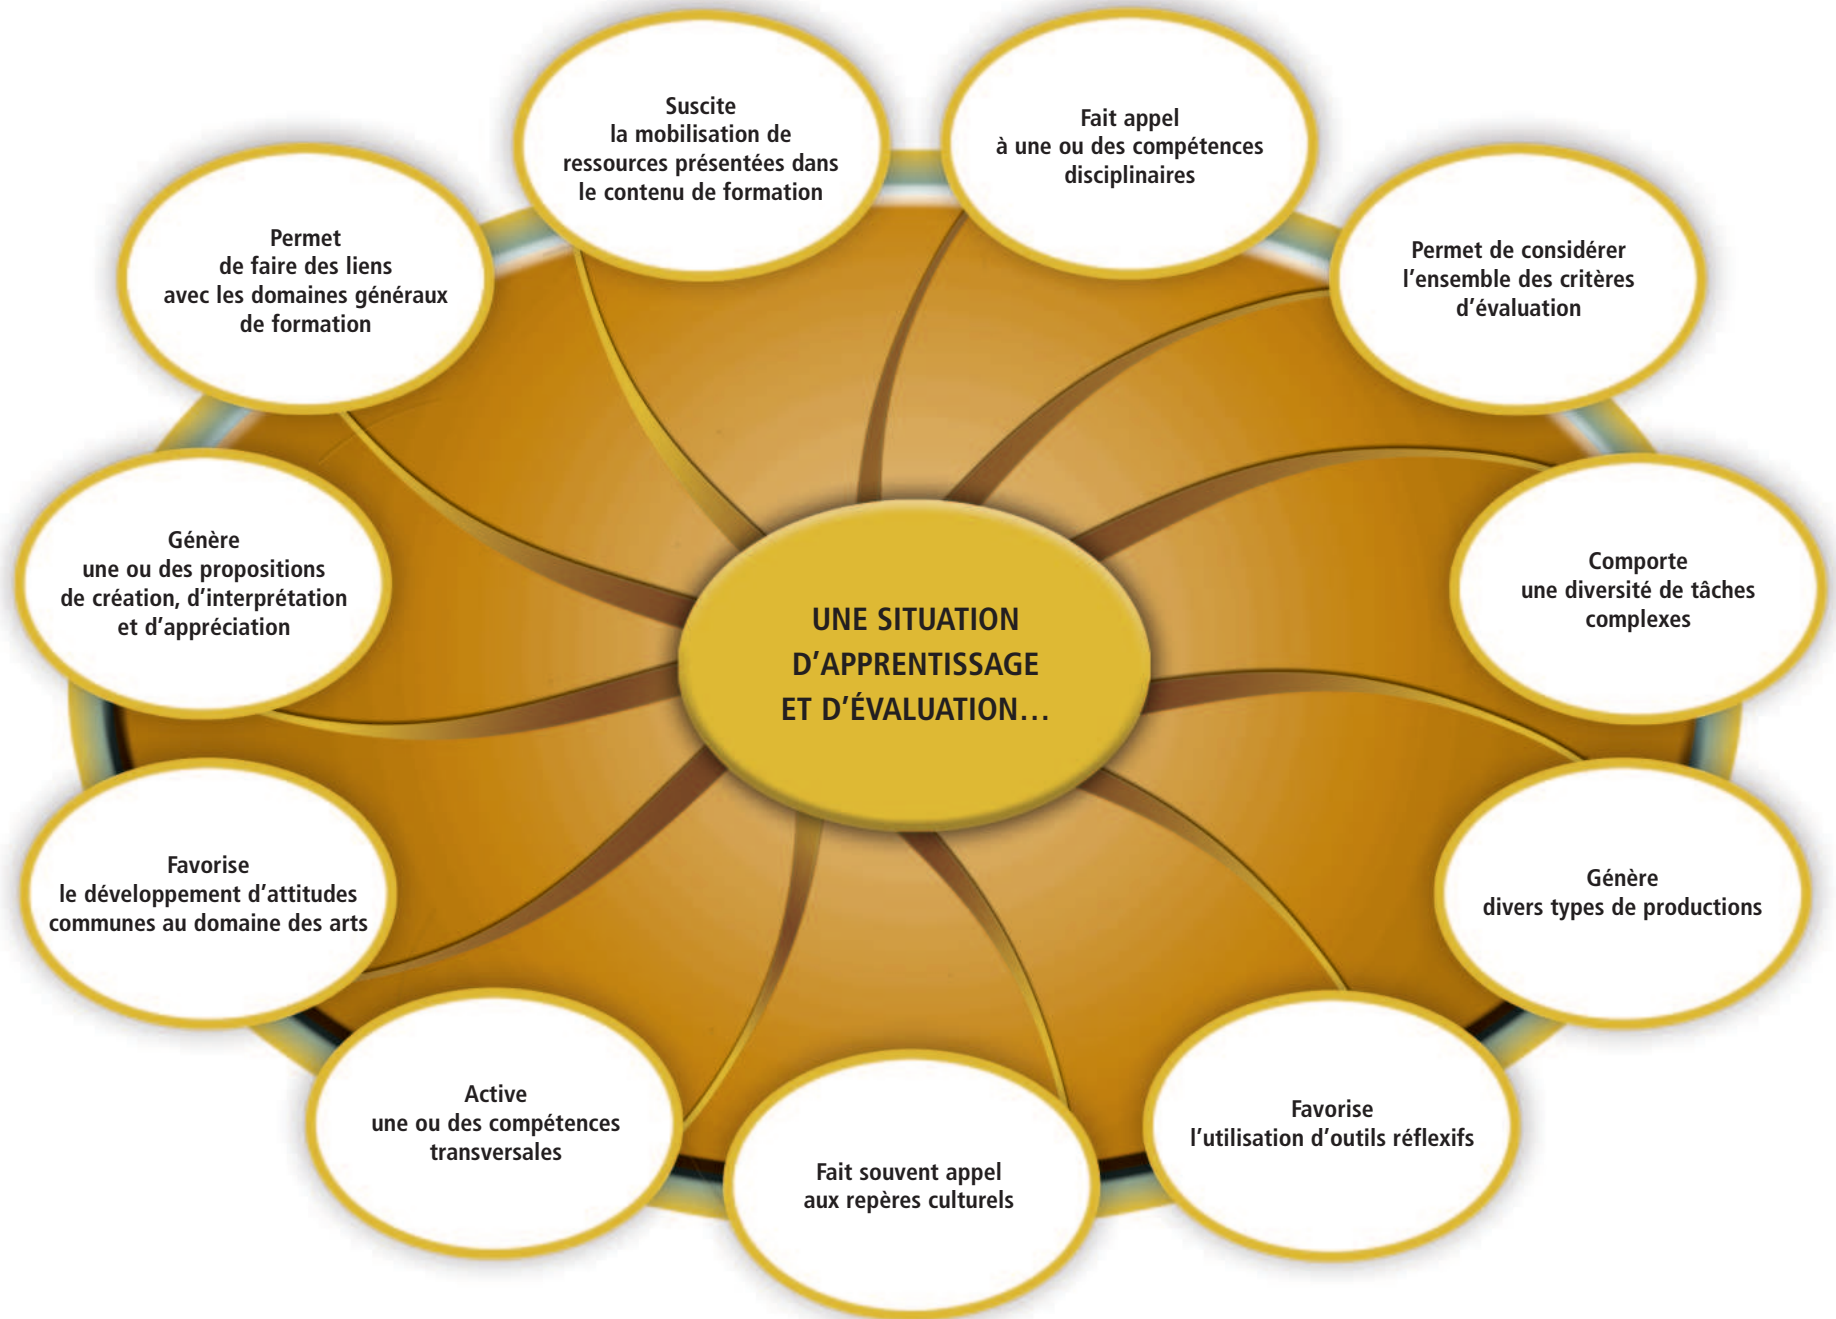 Suscite
la mobilisation de
ressources présentées dans
le contenu de formation
Fait appel
à une ou des compétences
disciplinaires
Permet
de faire des liens
avec les domaines généraux
de formation
Permet de considérer
l'ensemble des critères
d'évaluation
Génère
une ou des propositions
de création, d'interprétation
et d'appréciation
Comporte
une diversité de tâches
complexes
UNE SITUATION
D'APPRENTISSAGE
ET D'ÉVALUATION…
Favorise
le développement d'attitudes
communes au domaine des arts
Génère
divers types de productions
Active
une ou des compétences
transversales
Fait souvent appel
aux repères culturels
Favorise
l'utilisation d'outils réflexifs